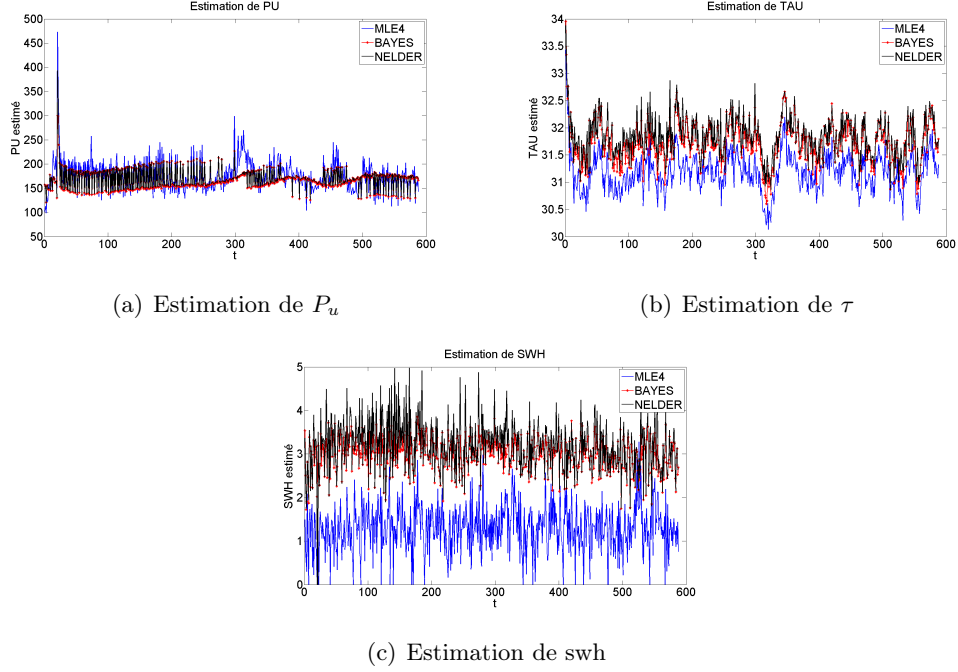 Estimation de PU
500
450
400
350
300
250
200
150
100
50
0
100
200
300
400
500
600
PU estimé
t
MLE4
BAYES
NELDER
(a) Estimation de P_u
Estimation de TAU
34
33.5
33
32.5
32
31.5
31
30.5
30
0
100
200
300
400
500
600
TAU estimé
t
MLE4
BAYES
NELDER
(b) Estimation de τ
Estimation de SWH
5
4
3
2
1
0
0
100
200
300
400
500
600
SWH estimé
t
MLE4
BAYES
NELDER
(c) Estimation de swh